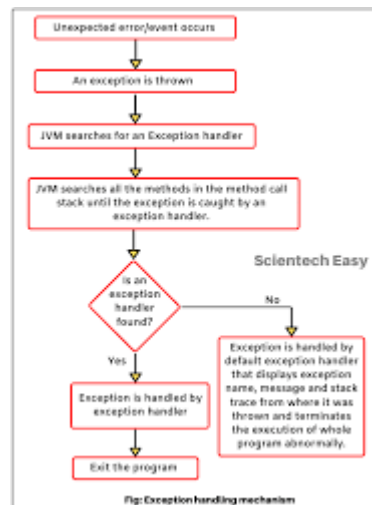 Unexpected error/event occurs
An exception is thrown
JVM searches for an Exception handler
JVM searches all the methods in the method call
stack until the exception is caught by an
exception handler.
Scientech Easy
Is an
exception
handler
found?
No
Yes
Exception is handled by
default exception handler
that displays exception
name, message and stack
trace from where it was
thrown and terminates
the execution of whole
program abnormally.
Exception is handled by
exception handler
Exit the program
Fig: Exception handling mechanism